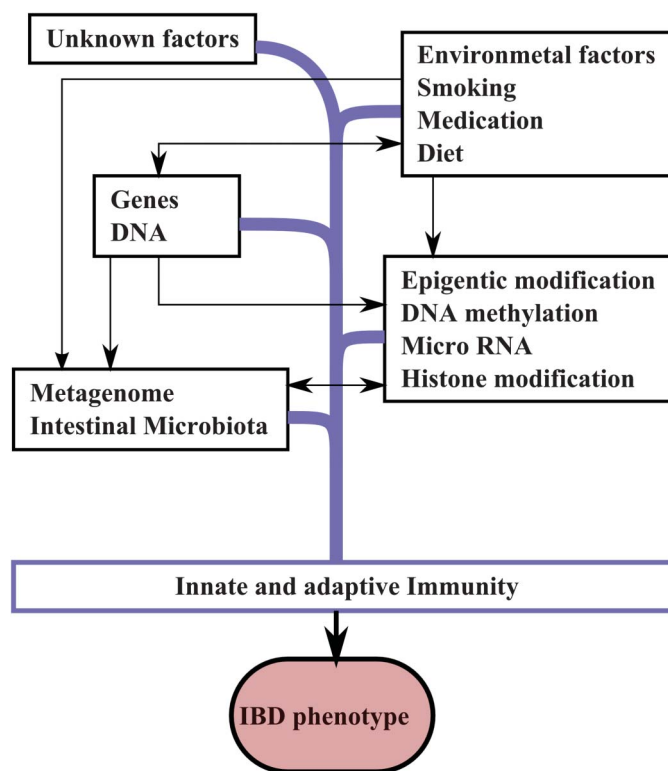 Unknown factors
Environmetal factors
Smoking
Medication
Diet
Genes
DNA
Epigentic modification
DNA methylation
Micro RNA
Histone modification
Metagenome
Intestinal Microbiota
Innate and adaptive Immunity
IBD phenotype